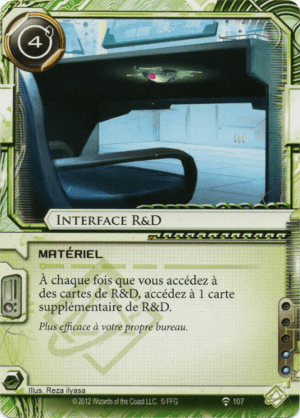 4
INTERFACE R&D
MATÉRIEL
À chaque fois que vous accédez à
des cartes de R&D, accédez à 1 carte
supplémentaire de R&D.
Plus efficace à votre propre bureau.
Illus. Reza Ilyasa
© 2012 Wizards of the Coast LLC. © FFG
107